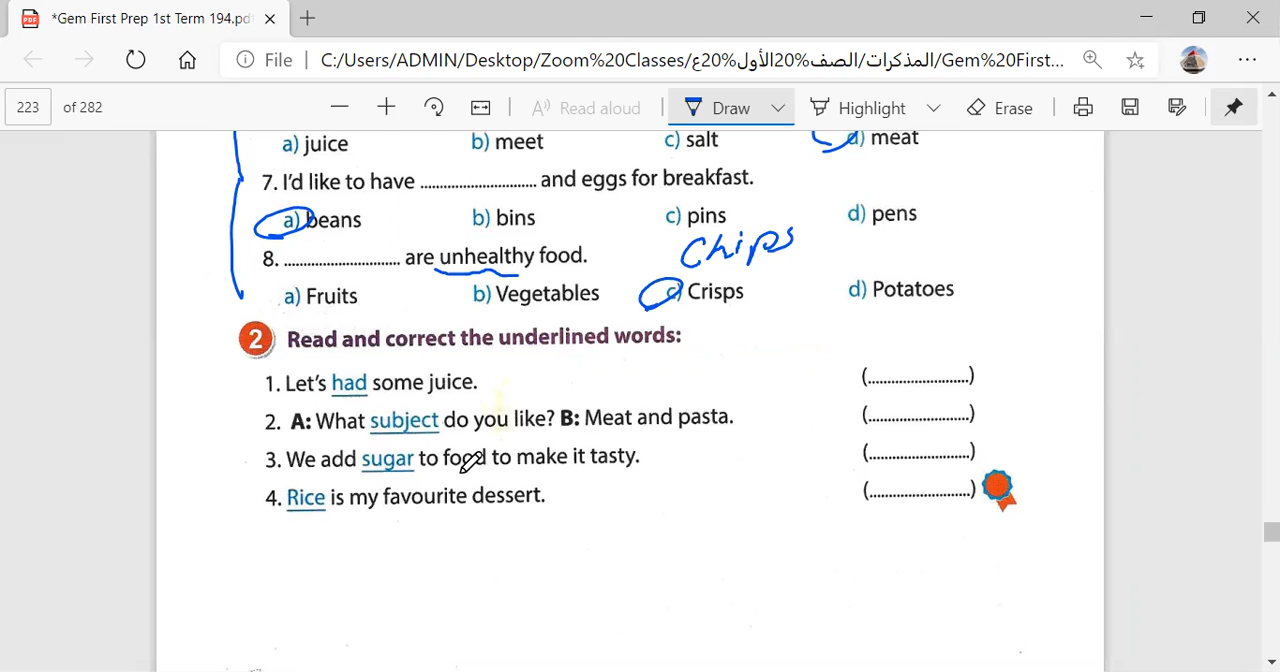 *Gem First Prep 1st Term 194.pd
File C:/Users/ADMIN/Desktop/Zoom%20Classes/المذكرات/الصف%20الأول%20ع/Gem%20First...
223 of 282 Read aloud Draw Highlight Erase
a) juice b) meet c) salt d) meat
7. I'd like to have ................................ and eggs for breakfast.
a) beans b) bins c) pins d) pens
Chips
8. ................................ are unhealthy food.
a) Fruits b) Vegetables c) Crisps d) Potatoes
2 Read and correct the underlined words:
1. Let's had some juice. (..........................)
2. A: What subject do you like? B: Meat and pasta. (..........................)
3. We add sugar to food to make it tasty. (..........................)
4. Rice is my favourite dessert. (..........................)